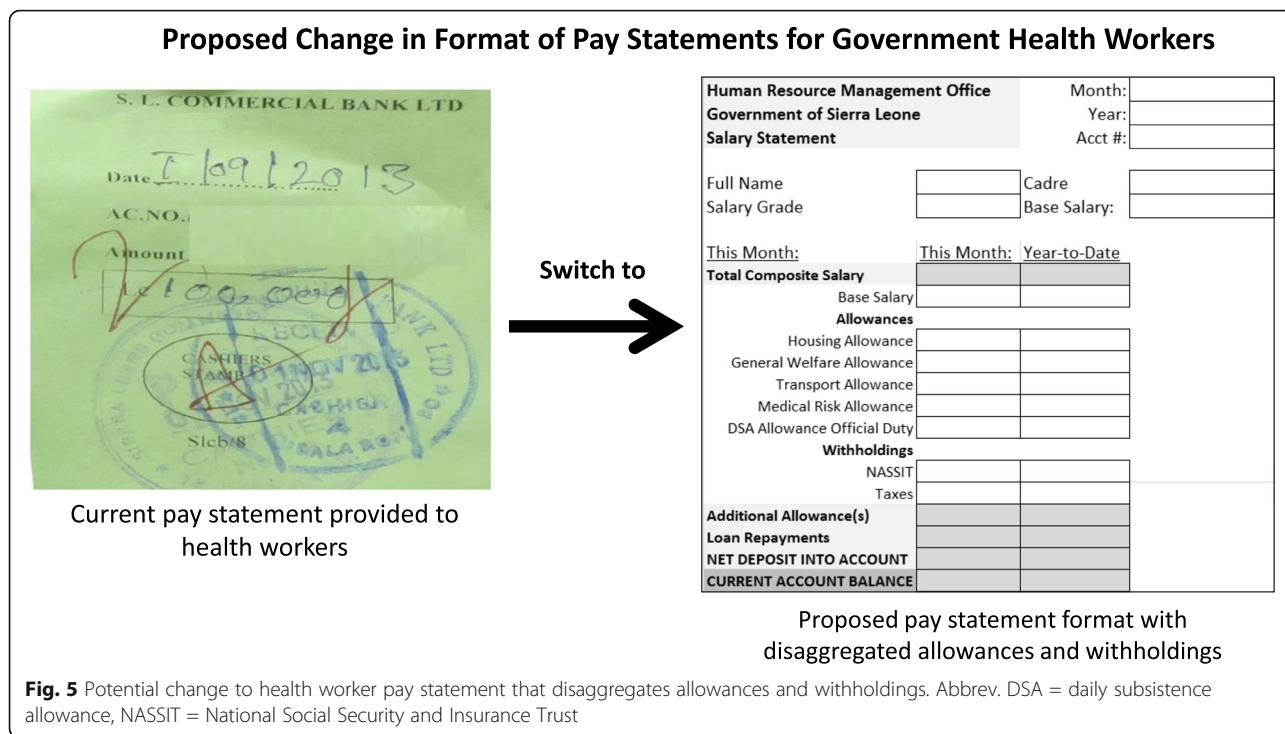 Proposed Change in Format of Pay Statements for Government Health Workers
S. L. COMMERCIAL BANK LTD
Date I/09/2013
AC.NO.
Amount
Le 100,000
CASHIERS
STAMP
01 NOV 2013
Slcb/8
Current pay statement provided to
health workers
Switch to
Human Resource Management Office Month:
Government of Sierra Leone Year:
Salary Statement Acct #:
Full Name Cadre
Salary Grade Base Salary:
This Month: This Month: Year-to-Date
Total Composite Salary
Base Salary
Allowances
Housing Allowance
General Welfare Allowance
Transport Allowance
Medical Risk Allowance
DSA Allowance Official Duty
Withholdings
NASSIT
Taxes
Additional Allowance(s)
Loan Repayments
NET DEPOSIT INTO ACCOUNT
CURRENT ACCOUNT BALANCE
Proposed pay statement format with
disaggregated allowances and withholdings
Fig. 5 Potential change to health worker pay statement that disaggregates allowances and withholdings. Abbrev. DSA = daily subsistence
allowance, NASSIT = National Social Security and Insurance Trust